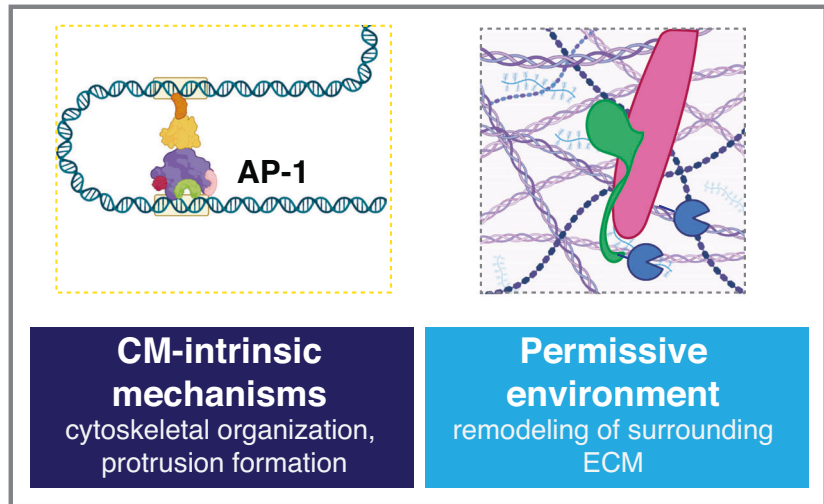 AP-1
CM-intrinsic
mechanisms
cytoskeletal organization,
protrusion formation
Permissive
environment
remodeling of surrounding
ECM